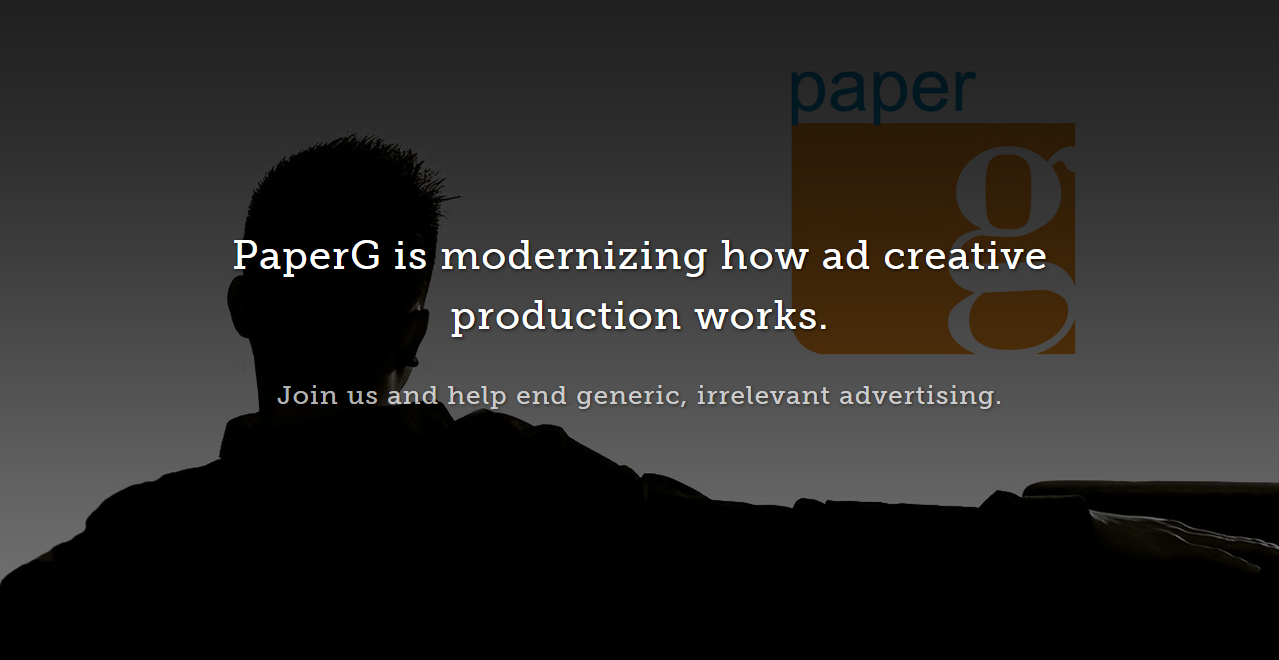 paper
g
PaperG is modernizing how ad creative
production works.
Join us and help end generic, irrelevant advertising.